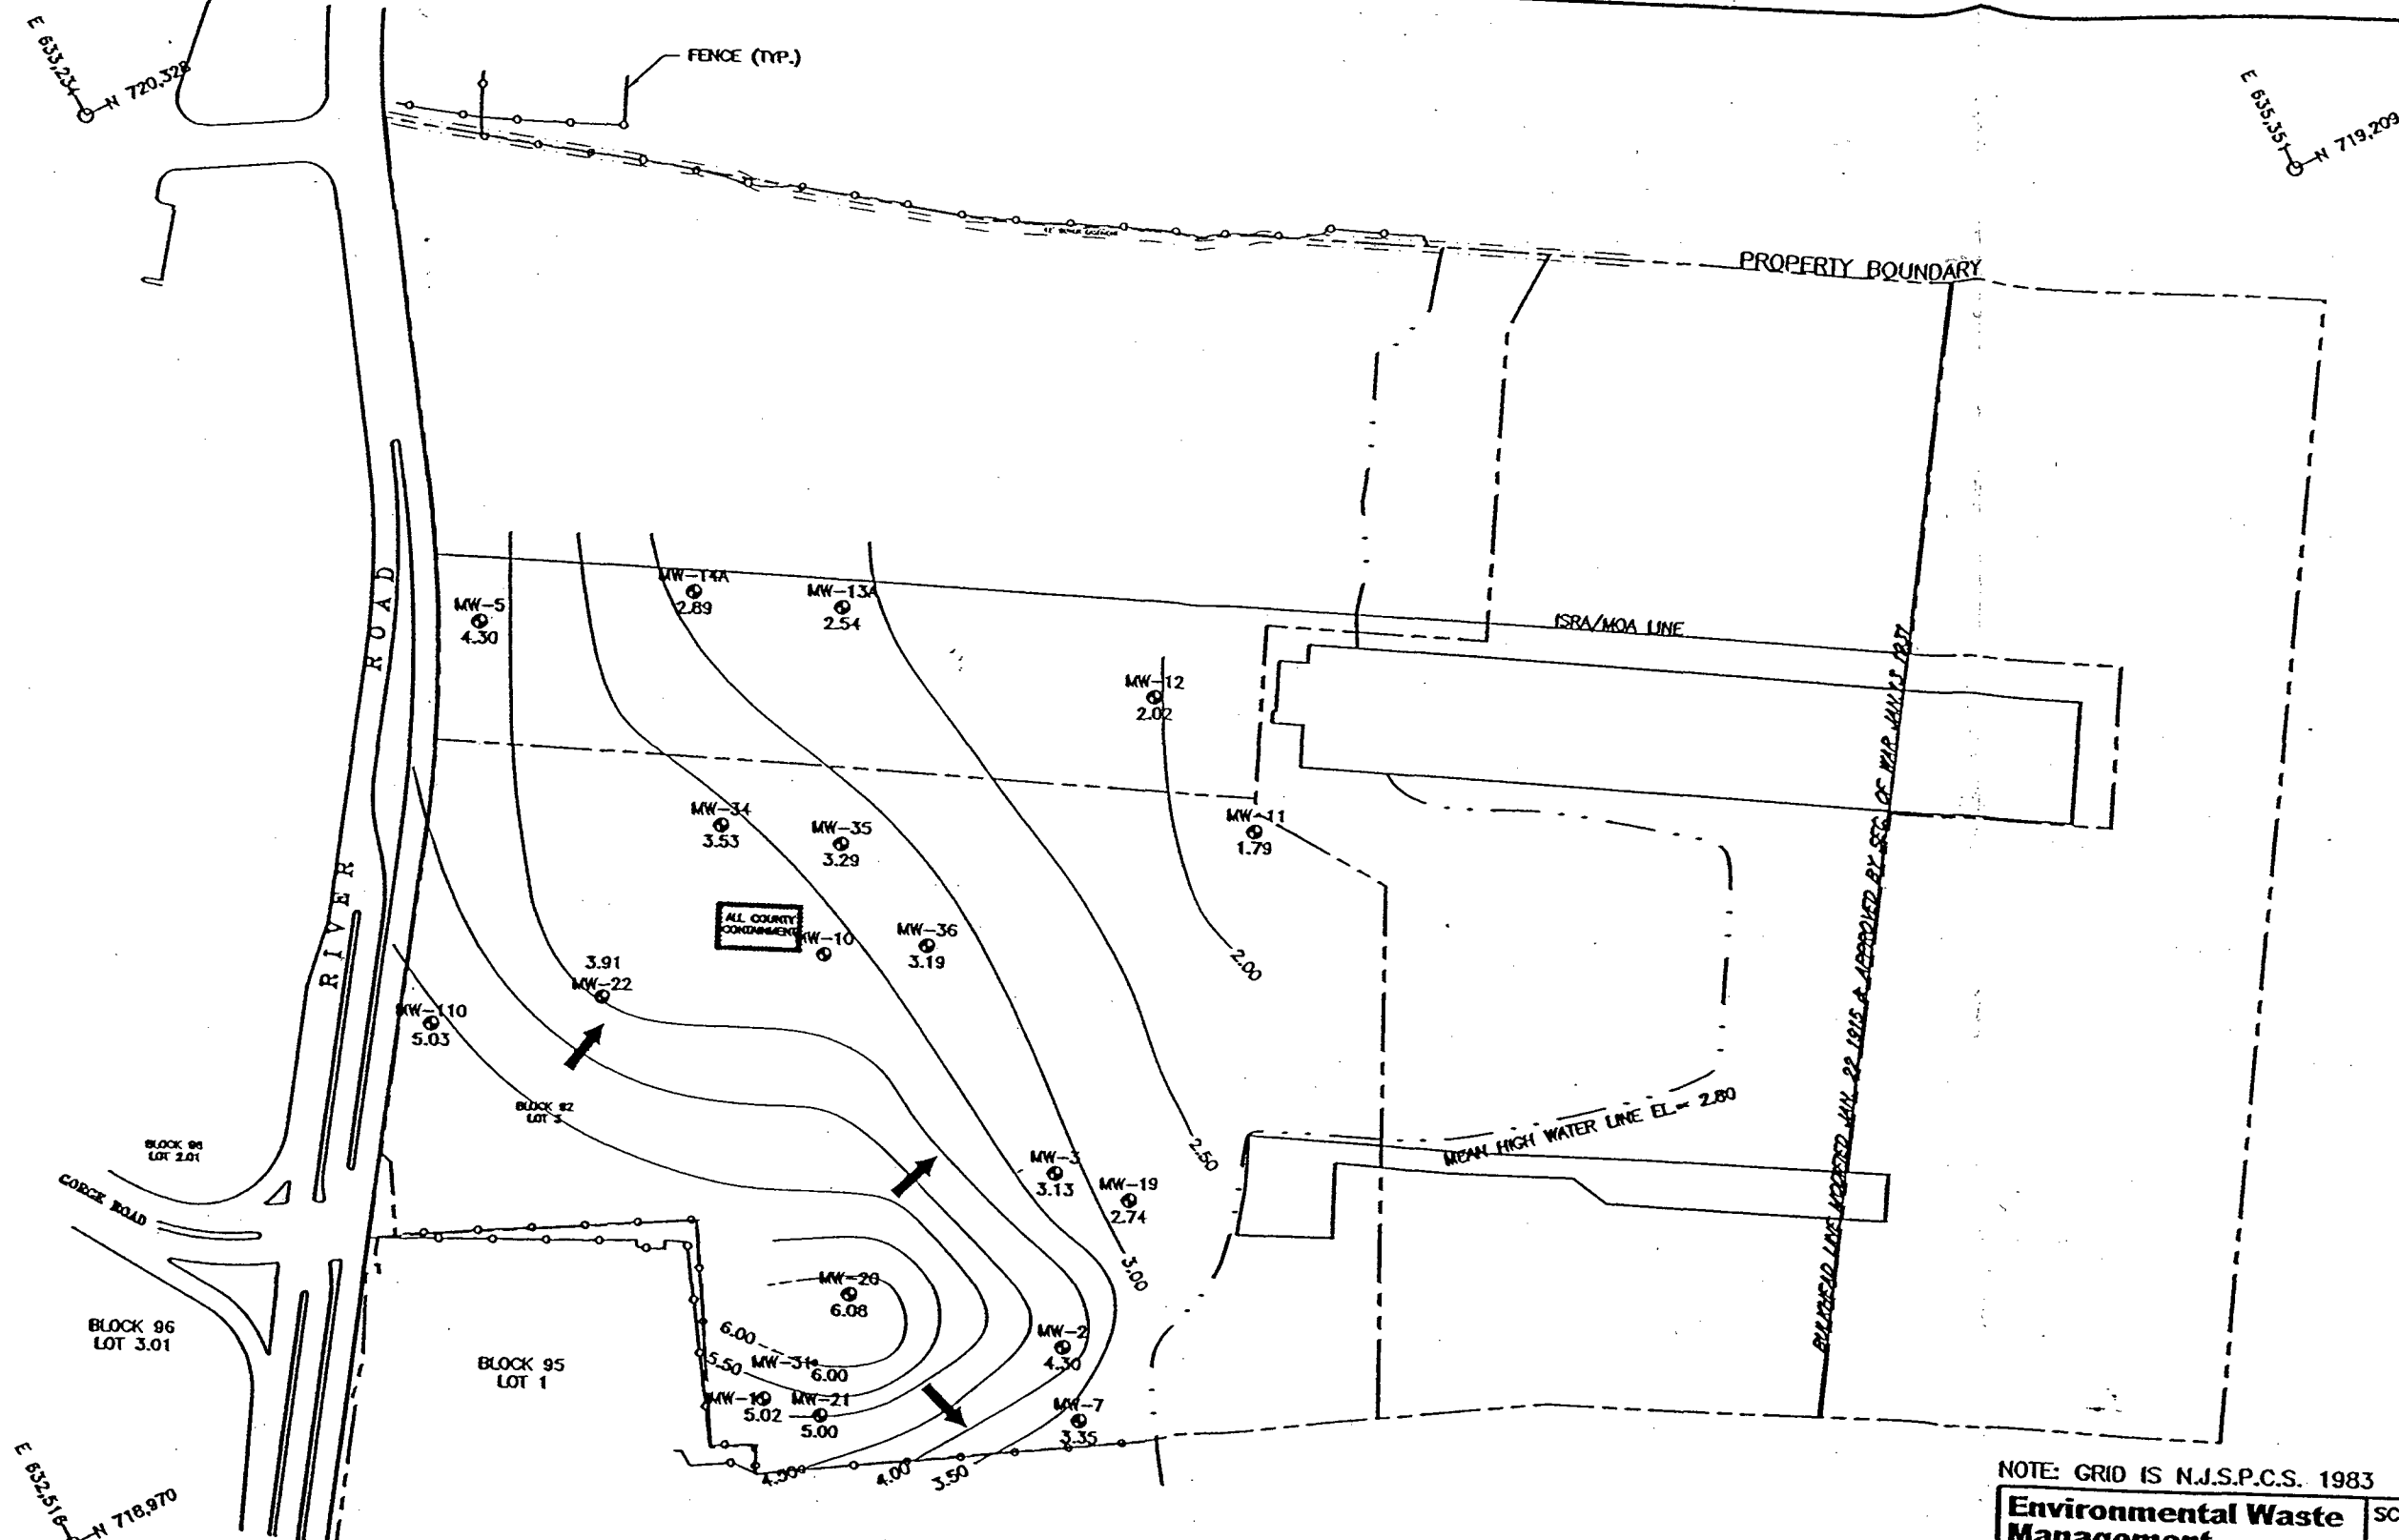 FENCE (TYP.)
E 633,234
N 720,328
E 635,351
N 719,209
PROPERTY BOUNDARY
RIVER ROAD
MW-5
4.30
MW-14A
2.89
MW-13A
2.54
ISRA/MOA LINE
MW-12
2.02
MW-34
3.53
MW-35
3.29
MW-11
1.79
ALL COUNTY
CONTAINMENT
MW-10
MW-36
3.19
3.91
MW-22
2.00
MW-110
5.03
BLOCK 92
LOT 3
BLOCK 96
LOT 2.01
GORGE ROAD
MEAN HIGH WATER LINE EL.= 2.80
2.50
MW-3
3.13
MW-19
2.74
3.00
MW-20
6.08
6.00
MW-2
4.30
5.50
MW-31
6.00
MW-21
5.02
5.00
MW-7
3.35
4.50
4.00
3.50
BLOCK 96
LOT 3.01
BLOCK 95
LOT 1
E 632,516
N 718,970
NOTE: GRID IS N.J.S.P.C.S. 1983
Environmental Waste
Management